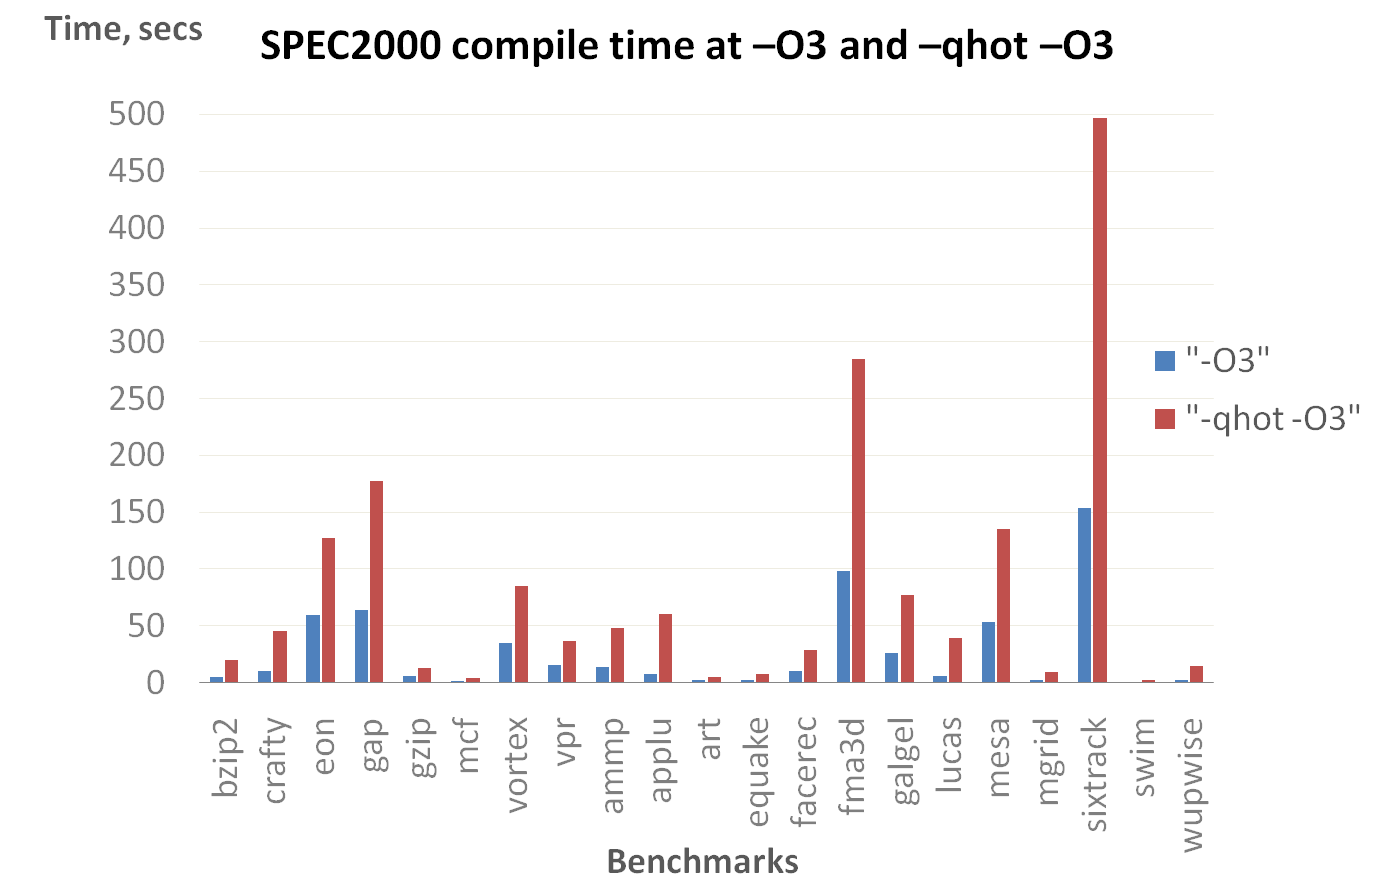 Time, secs
SPEC2000 compile time at –O3 and –qhot –O3
500
450
400
350
300
250
200
150
100
50
0
"-O3"
"-qhot -O3"
bzip2
crafty
eon
gap
gzip
mcf
vortex
vpr
ammp
applu
art
equake
facerec
fma3d
galgel
lucas
mesa
mgrid
sixtrack
swim
wupwise
Benchmarks